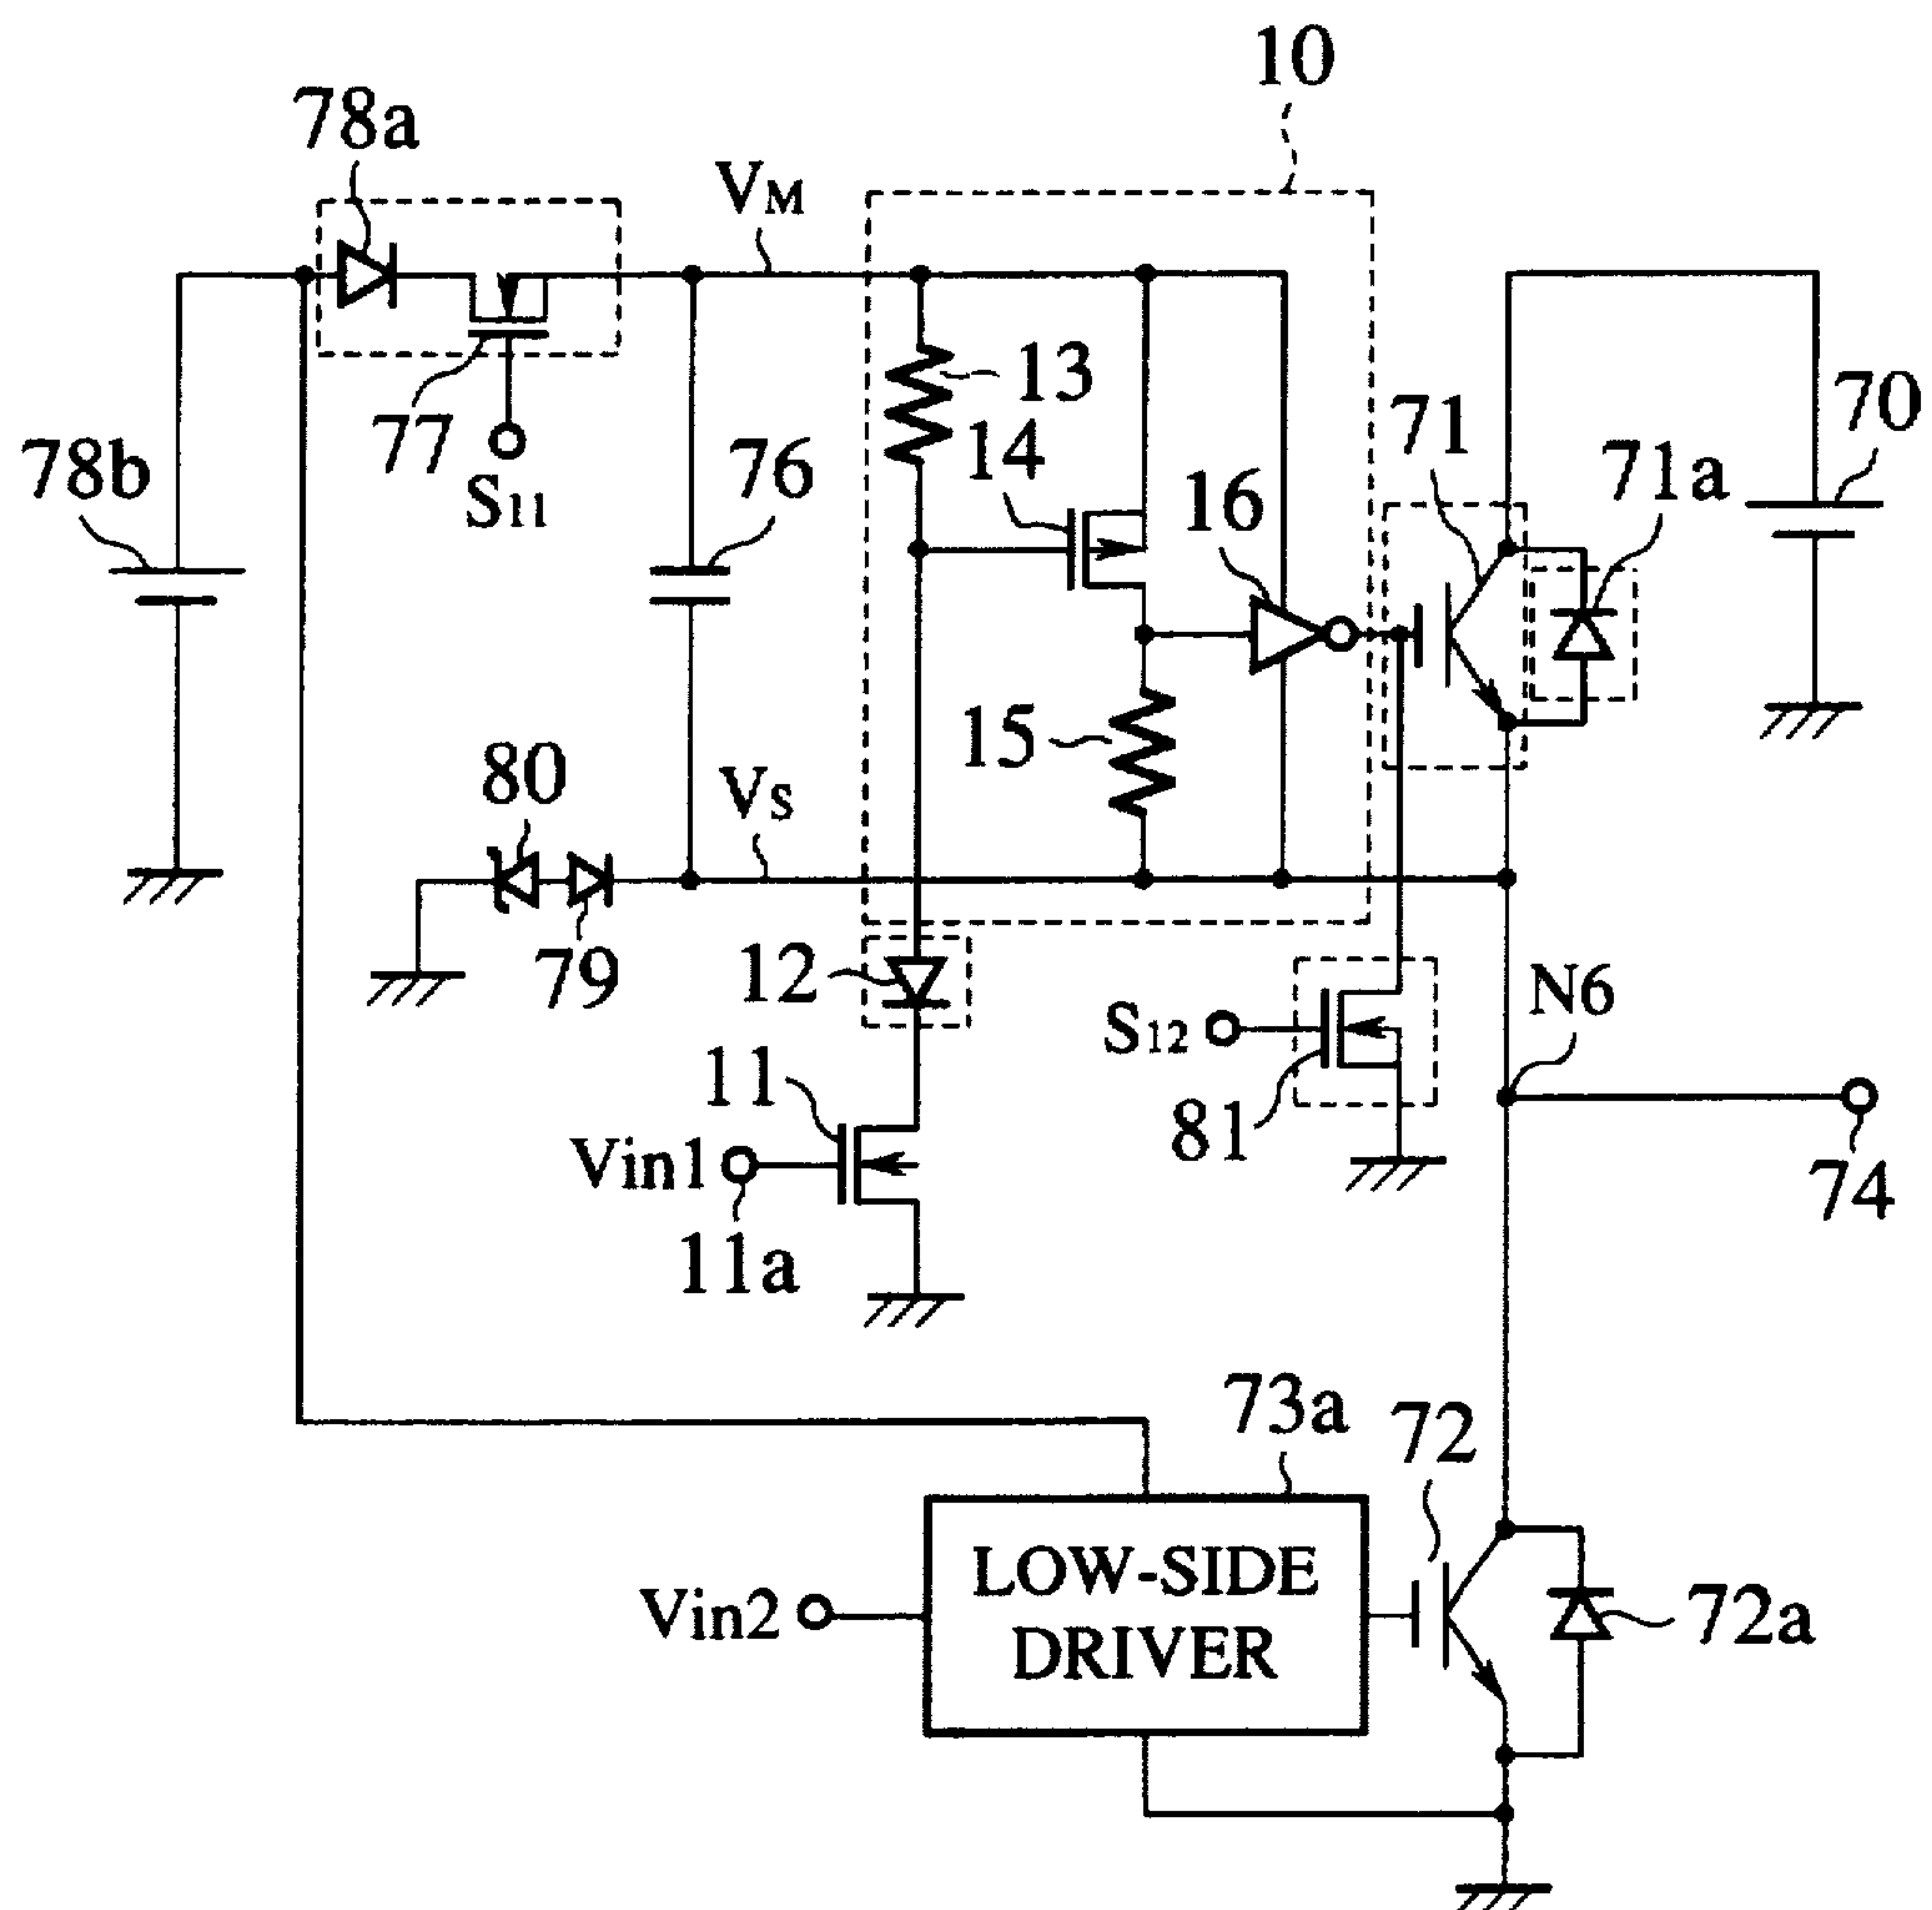 10
78a
VM
13
70
71
77
14
78b
76
71a
16
S11
15
80
VS
79
12
N6
S12
11
81
Vin1
74
11a
73a
72
LOW-SIDE
DRIVER
Vin2
72a